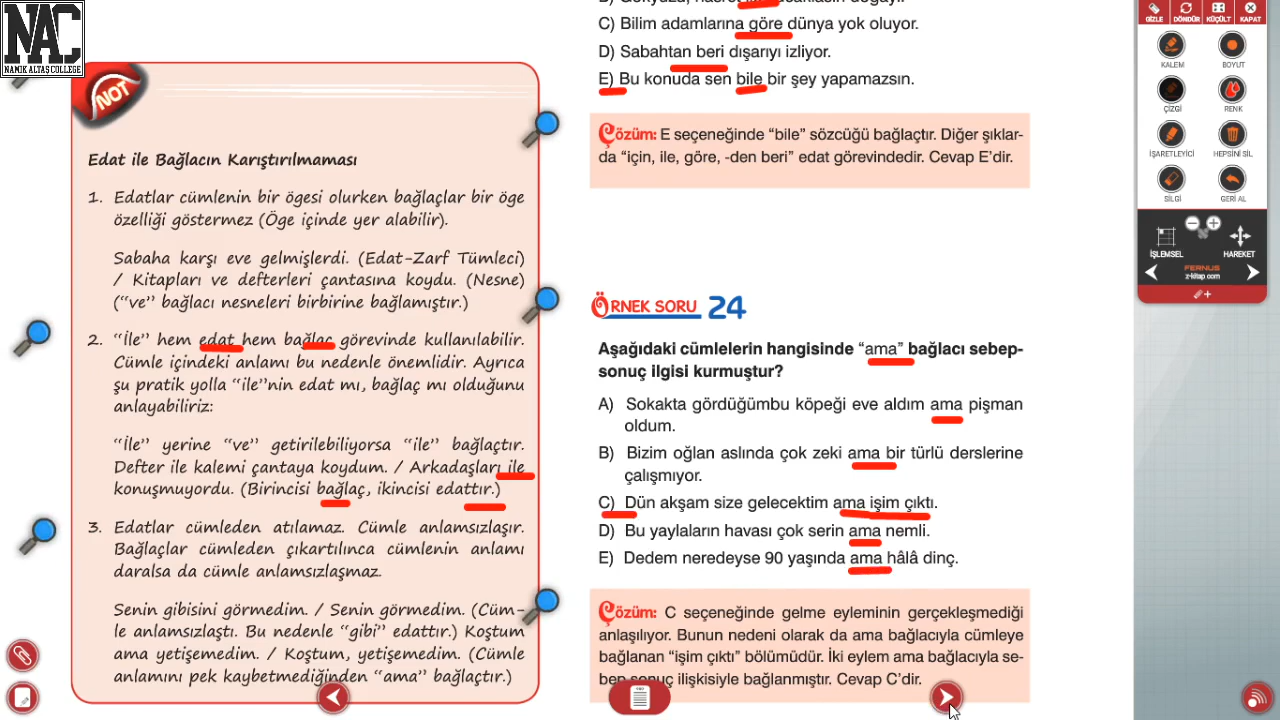 NAC
NAMIK ALTAS COLLEGE
NOT
Edat ile Bağlacın Karıştırılmaması
1. Edatlar cümlenin bir ögesi olurken bağlaçlar bir öge
özelliği göstermez (Öge içinde yer alabilir).
Sabaha karşı eve gelmişlerdi. (Edat-Zarf Tümleci)
/ Kitapları ve defterleri çantasına koydu. (Nesne)
(“ve” bağlacı nesneleri birbirine bağlamıştır.)
2. “İle” hem edat hem bağlaç görevinde kullanılabilir.
Cümle içindeki anlamı bu nedenle önemlidir. Ayrıca
şu pratik yolla “ile”nin edat mı, bağlaç mı olduğunu
anlayabiliriz:
“İle” yerine “ve” getirilebiliyorsa “ile” bağlaçtır.
Defter ile kalemi çantaya koydum. / Arkadaşları ile
konuşmuyordu. (Birincisi bağlaç, ikincisi edattır.)
3. Edatlar cümleden atılamaz. Cümle anlamsızlaşır.
Bağlaçlar cümleden çıkartılınca cümlenin anlamı
daralsa da cümle anlamsızlaşmaz.
Senin gibisini görmedim. / Senin görmedim. (Cüm-
le anlamsızlaştı. Bu nedenle “gibi” edattır.) Koştum
ama yetişemedim. / Koştum, yetişemedim. (Cümle
anlamını pek kaybetmediğinden “ama” bağlaçtır.)
C) Bilim adamlarına göre dünya yok oluyor.
D) Sabahtan beri dışarıyı izliyor.
E) Bu konuda sen bile bir şey yapamazsın.
Çözüm: E seçeneğinde “bile” sözcüğü bağlaçtır. Diğer şıklar-
da “için, ile, göre, -den beri” edat görevindedir. Cevap E’dir.
ÖRNEK SORU 24
Aşağıdaki cümlelerin hangisinde “ama” bağlacı sebep-
sonuç ilgisi kurmuştur?
A) Sokakta gördüğümbu köpeği eve aldım ama pişman
oldum.
B) Bizim oğlan aslında çok zeki ama bir türlü derslerine
çalışmıyor.
C) Dün akşam size gelecektim ama işim çıktı.
D) Bu yaylaların havası çok serin ama nemli.
E) Dedem neredeyse 90 yaşında ama hâlâ dinç.
Çözüm: C seçeneğinde gelme eyleminin gerçekleşmediği
anlaşılıyor. Bunun nedeni olarak da ama bağlacıyla cümleye
bağlanan “işim çıktı” bölümüdür. İki eylem ama bağlacıyla se-
bep sonuç ilişkisiyle bağlanmıştır. Cevap C’dir.
GİZLE DÖNDÜR KÜÇÜLT KAPAT
KALEM BOYUT
ÇİZGİ RENK
İŞARETLEYİCİ HEPSİNİ SİL
SİLGİ GERİ AL
İŞLEMSEL HAREKET
FERNUS
z-kitap.com